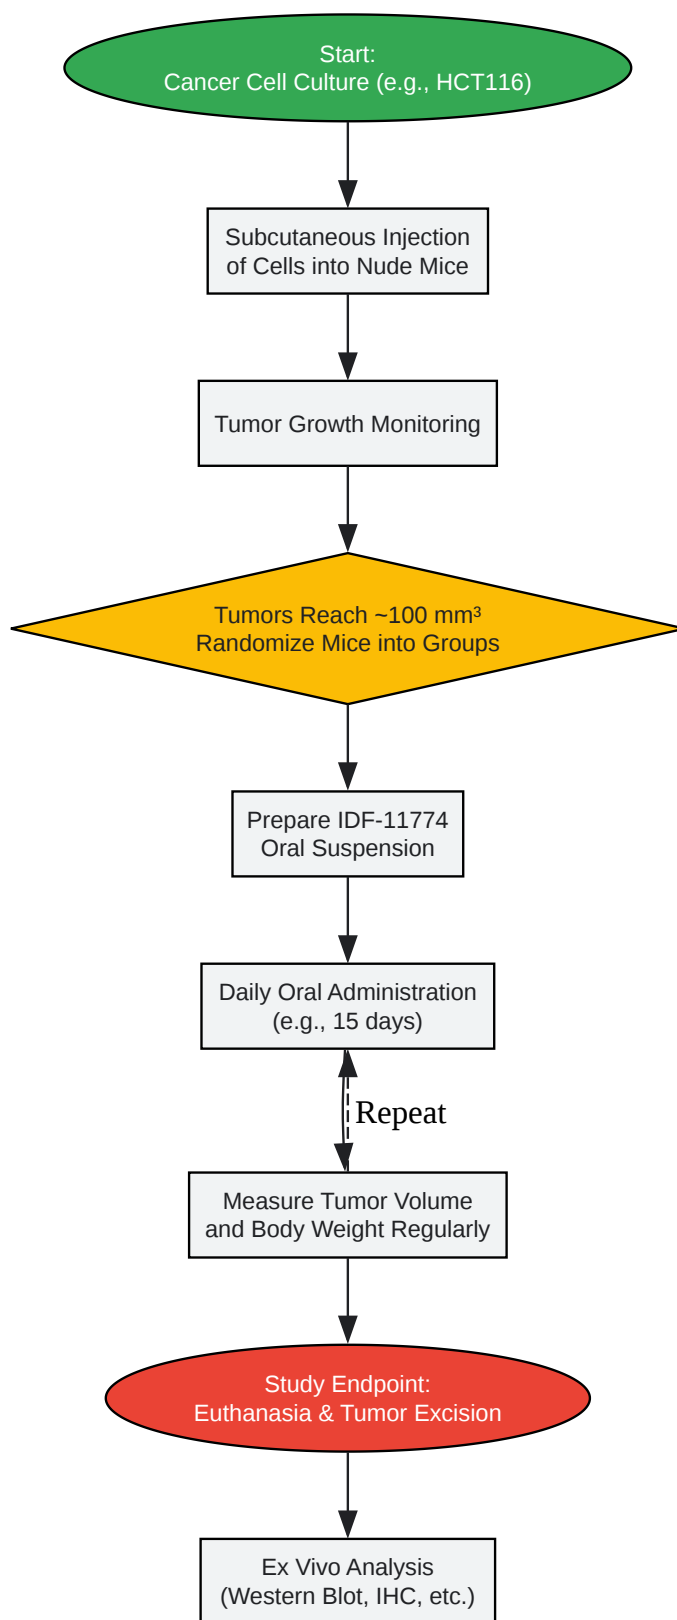 Start:
Cancer Cell Culture (e.g., HCT116)
Subcutaneous Injection
of Cells into Nude Mice
Tumor Growth Monitoring
Tumors Reach ~100 mm³
Randomize Mice into Groups
Prepare IDF-11774
Oral Suspension
Daily Oral Administration
(e.g., 15 days)
Repeat
Measure Tumor Volume
and Body Weight Regularly
Study Endpoint:
Euthanasia & Tumor Excision
Ex Vivo Analysis
(Western Blot, IHC, etc.)